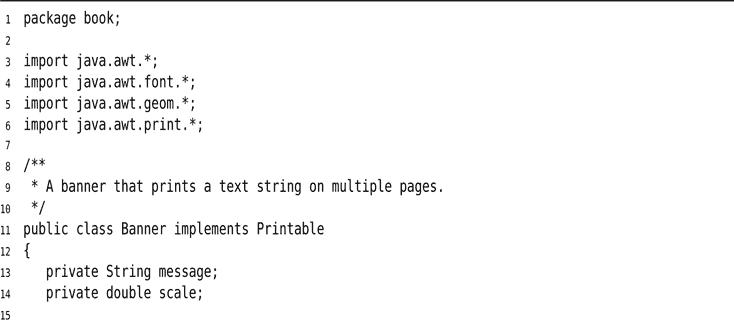 1 package book;
2
3 import java.awt.*;
4 import java.awt.font.*;
5 import java.awt.geom.*;
6 import java.awt.print.*;
7
8 /**
9  * A banner that prints a text string on multiple pages.
10  */
11 public class Banner implements Printable
12 {
13    private String message;
14    private double scale;
15